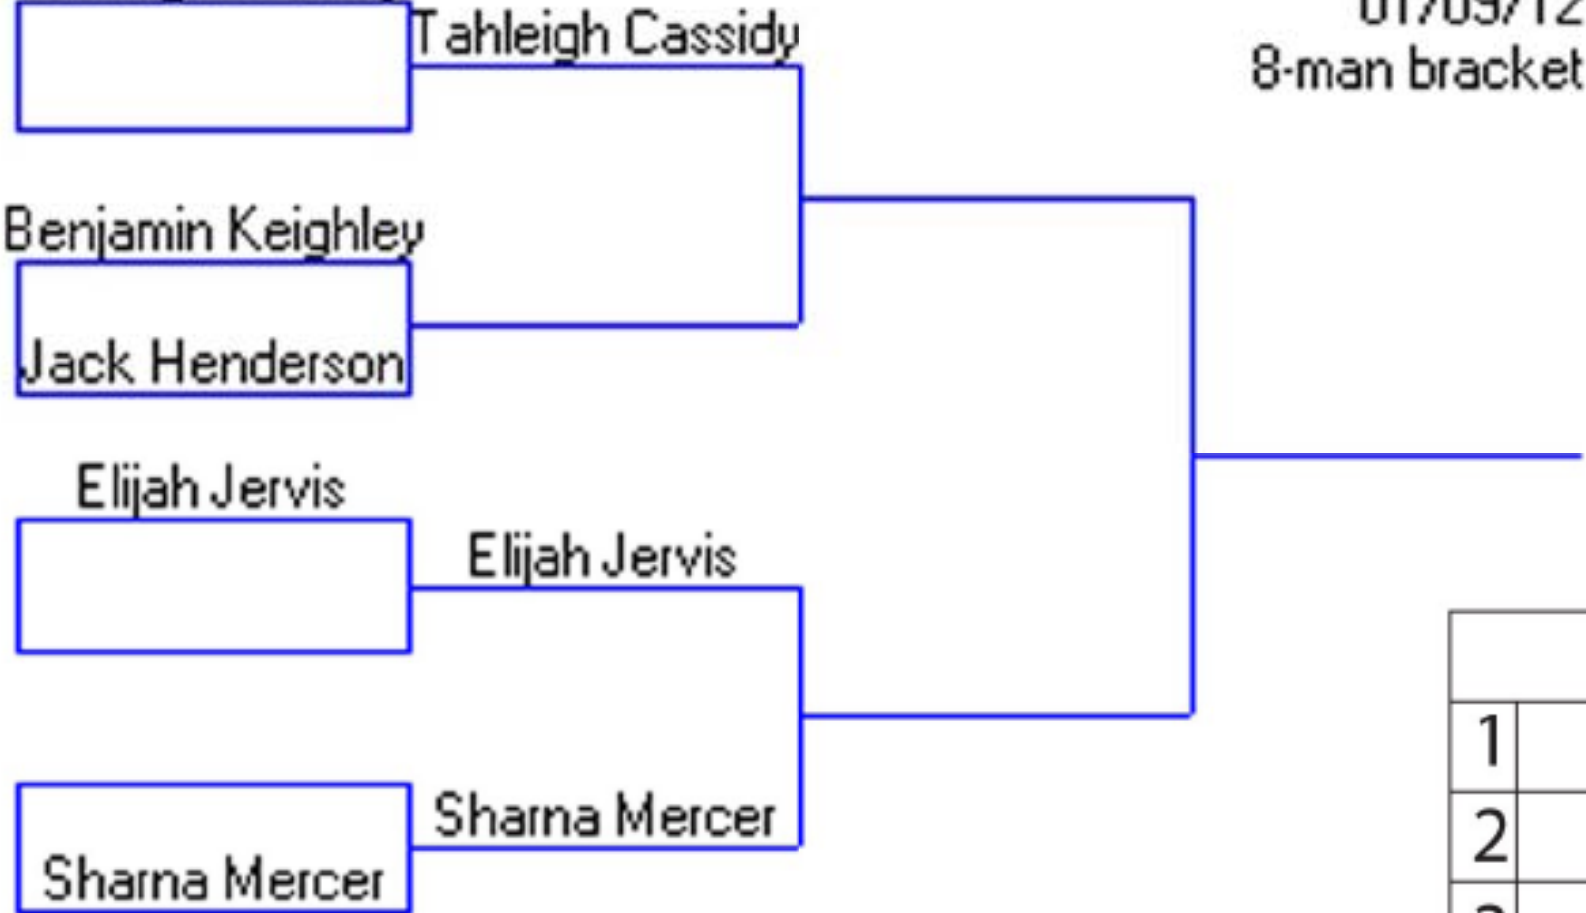 Tahleigh Cassidy
8-man bracket
Benjamin Keighley
Jack Henderson
Elijah Jervis
Elijah Jervis
Sharna Mercer
Sharna Mercer
1
2